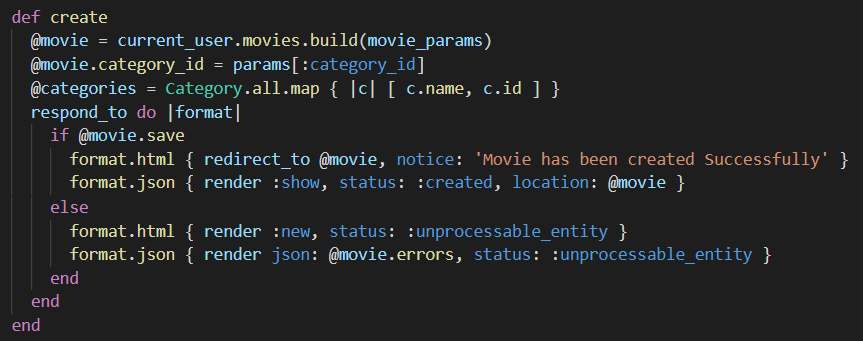 def create
  @movie = current_user.movies.build(movie_params)
  @movie.category_id = params[:category_id]
  @categories = Category.all.map { |c| [ c.name, c.id ] }
  respond_to do |format|
    if @movie.save
      format.html { redirect_to @movie, notice: 'Movie has been created Successfully' }
      format.json { render :show, status: :created, location: @movie }
    else
      format.html { render :new, status: :unprocessable_entity }
      format.json { render json: @movie.errors, status: :unprocessable_entity }
    end
  end
end